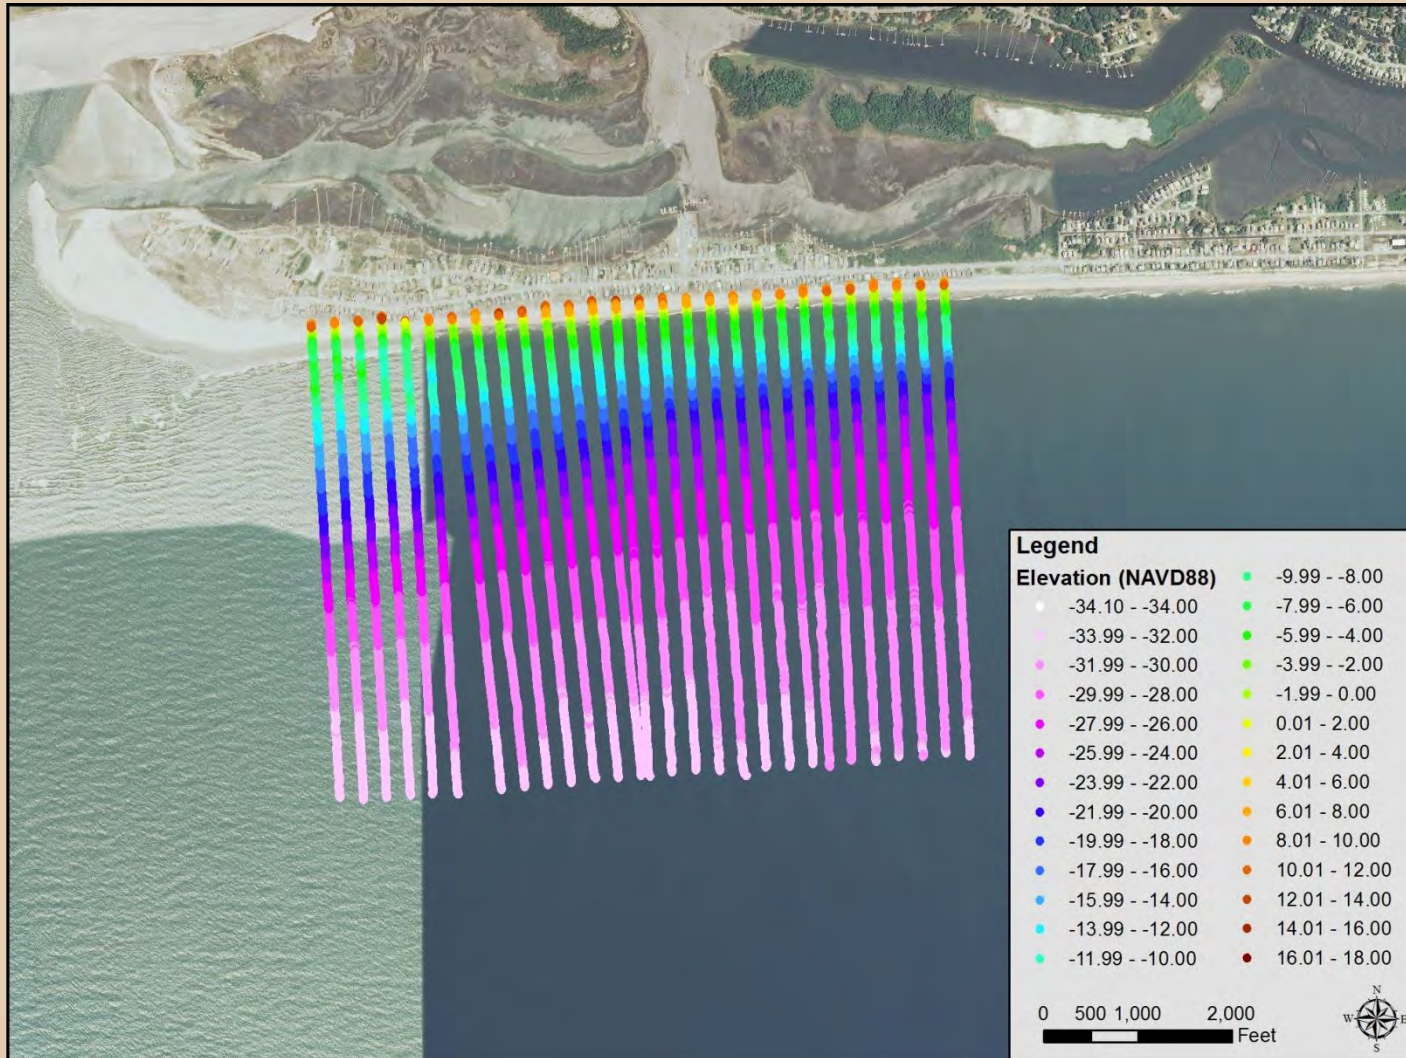 Legend
Elevation (NAVD88)
-34.10 - -34.00
-33.99 - -32.00
-31.99 - -30.00
-29.99 - -28.00
-27.99 - -26.00
-25.99 - -24.00
-23.99 - -22.00
-21.99 - -20.00
-19.99 - -18.00
-17.99 - -16.00
-15.99 - -14.00
-13.99 - -12.00
-11.99 - -10.00
-9.99 - -8.00
-7.99 - -6.00
-5.99 - -4.00
-3.99 - -2.00
-1.99 - 0.00
0.01 - 2.00
2.01 - 4.00
4.01 - 6.00
6.01 - 8.00
8.01 - 10.00
10.01 - 12.00
12.01 - 14.00
14.01 - 16.00
16.01 - 18.00
0 500 1,000 2,000
Feet
N
W E
S